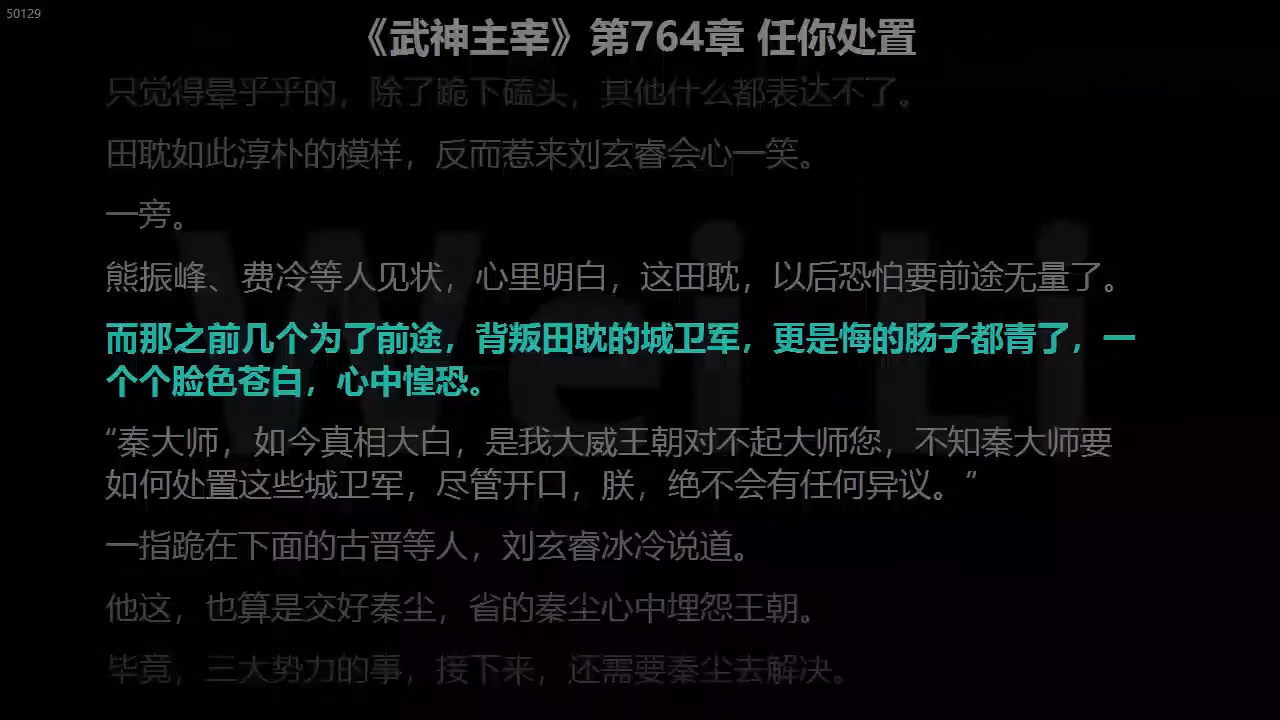 50129
《武神主宰》第764章 任你处置
只觉得晕乎乎的，除了跪下磕头，其他什么都表达不了。
田耽如此淳朴的模样，反而惹来刘玄睿会心一笑。
一旁。
熊振峰、费冷等人见状，心里明白，这田耽，以后恐怕要前途无量了。
而那之前几个为了前途，背叛田耽的城卫军，更是悔的肠子都青了，一
个个脸色苍白，心中惶恐。
“秦大师，如今真相大白，是我大威王朝对不起大师您，不知秦大师要
如何处置这些城卫军，尽管开口，朕，绝不会有任何异议。”
一指跪在下面的古晋等人，刘玄睿冰冷说道。
他这，也算是交好秦尘，省的秦尘心中埋怨王朝。
毕竟，三大势力的事，接下来，还需要秦尘去解决。
Wei Li